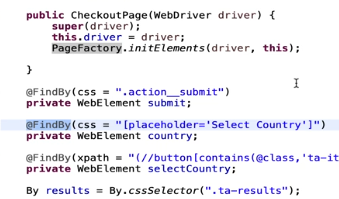 public CheckoutPage(WebDriver driver) {
super(driver);
this.driver = driver;
PageFactory.initElements(driver, this);
}
@FindBy(css = ".action__submit")
private WebElement submit;
@FindBy(css = "[placeholder='Select Country']")
private WebElement country;
@FindBy(xpath = "(//button[contains(@class,'ta-it
private WebElement selectCountry;
By results = By.cssSelector(".ta-results");